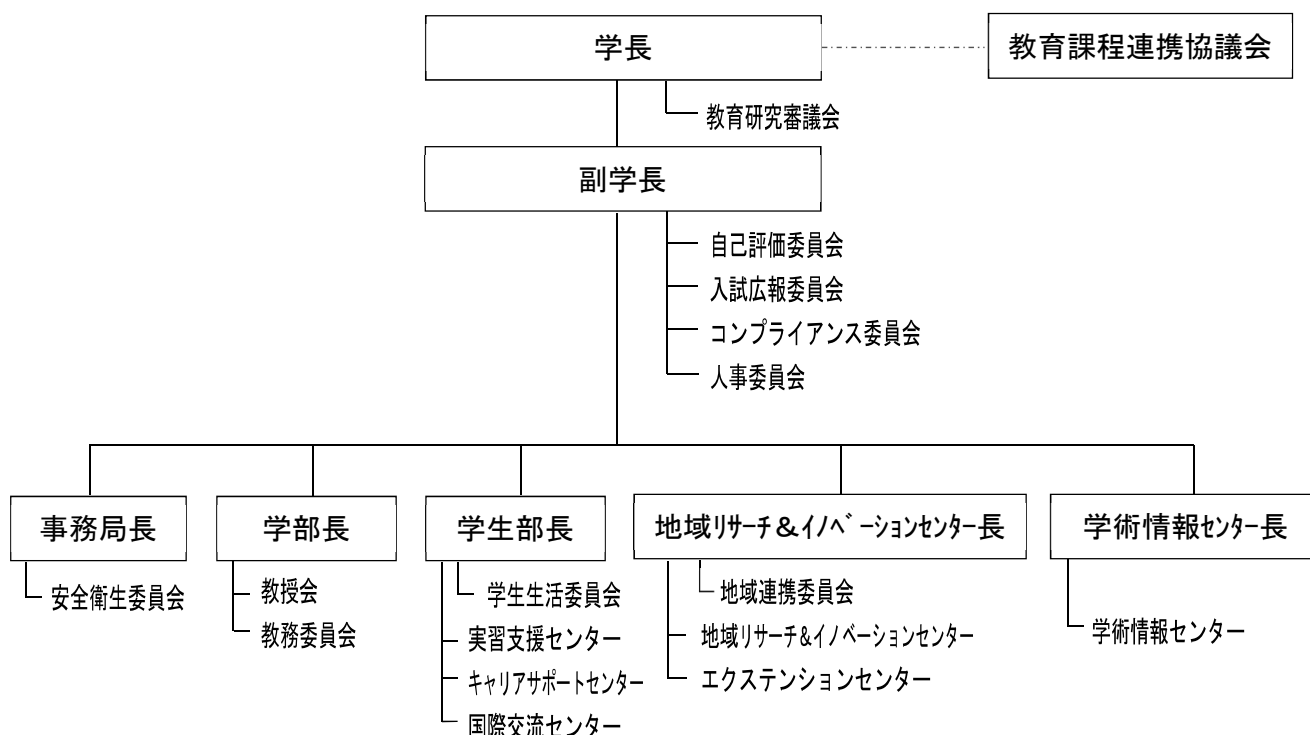 学長
教育課程連携協議会
教育研究審議会
副学長
自己評価委員会
入試広報委員会
コンプライアンス委員会
人事委員会
事務局長
学部長
学生部長
地域ﾘｻｰﾁ＆ｲﾉﾍﾞｰｼｮﾝｾﾝﾀｰ長
学術情報ｾﾝﾀｰ長
安全衛生委員会
教授会
教務委員会
学生生活委員会
実習支援センター
キャリアサポートセンター
国際交流センター
地域連携委員会
地域リサーチ&イノベーションセンター
エクステンションセンター
学術情報センター